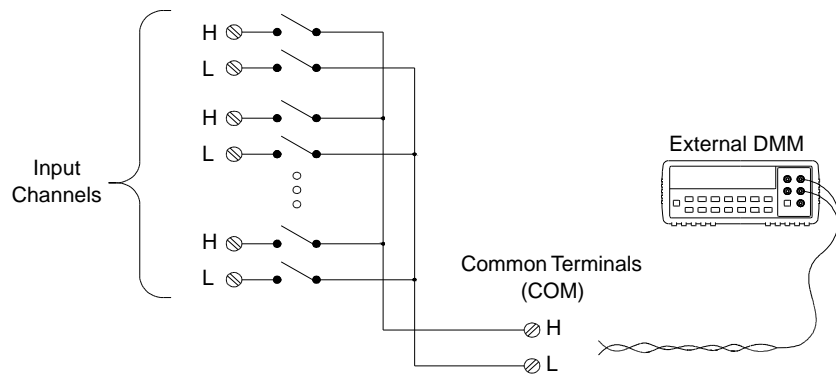 H
L
H
L
Input
Channels
H
L
External DMM
Common Terminals
(COM)
H
L